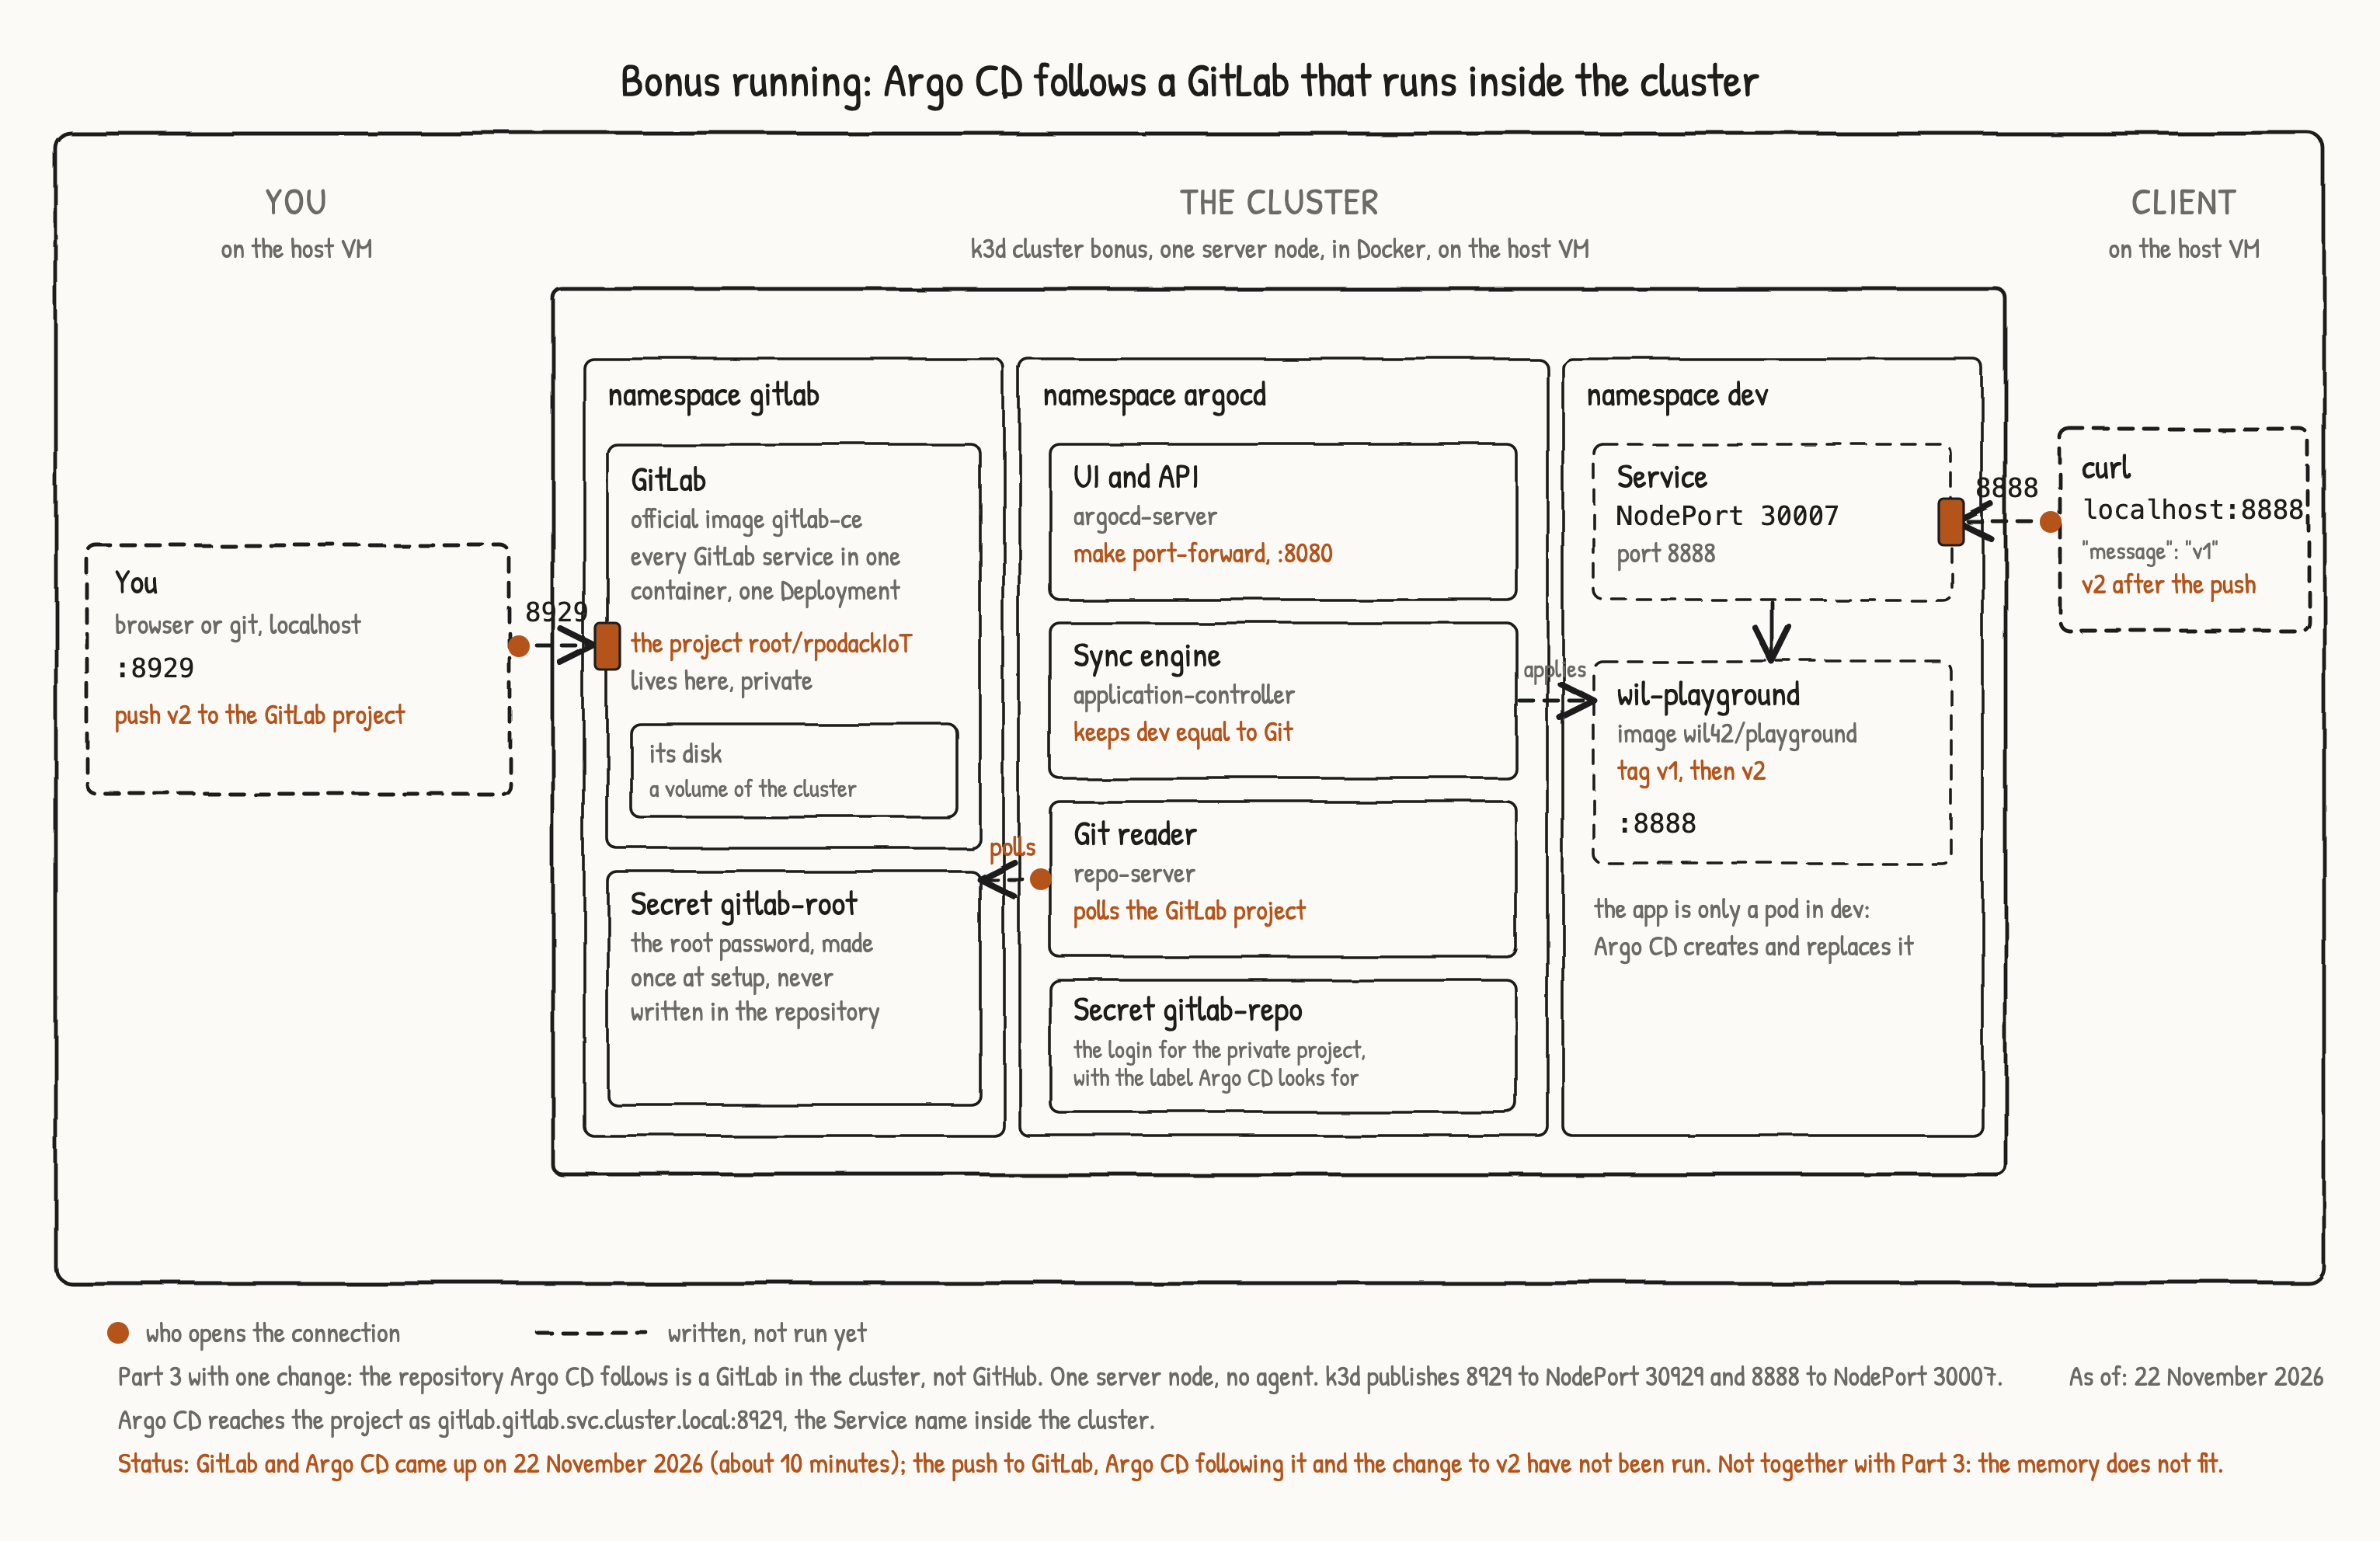 Bonus running: Argo CD follows a GitLab that runs inside the cluster
YOU
on the host VM
THE CLUSTER
k3d cluster bonus, one server node, in Docker, on the host VM
CLIENT
on the host VM
You
browser or git, localhost
:8929
push v2 to the GitLab project
8929
namespace gitlab
GitLab
official image gitlab-ce
every GitLab service in one
container, one Deployment
the project root/rpodackIoT
lives here, private
its disk
a volume of the cluster
Secret gitlab-root
the root password, made
once at setup, never
written in the repository
polls
namespace argocd
UI and API
argocd-server
make port-forward, :8080
Sync engine
application-controller
keeps dev equal to Git
Git reader
repo-server
polls the GitLab project
Secret gitlab-repo
the login for the private project,
with the label Argo CD looks for
applies
namespace dev
Service
NodePort 30007
port 8888
wil-playground
image wil42/playground
tag v1, then v2
:8888
the app is only a pod in dev:
Argo CD creates and replaces it
8888
curl
localhost:8888
"message": "v1"
v2 after the push
who opens the connection
written, not run yet
Part 3 with one change: the repository Argo CD follows is a GitLab in the cluster, not GitHub. One server node, no agent. k3d publishes 8929 to NodePort 30929 and 8888 to NodePort 30007.
As of: 22 November 2026
Argo CD reaches the project as gitlab.gitlab.svc.cluster.local:8929, the Service name inside the cluster.
Status: GitLab and Argo CD came up on 22 November 2026 (about 10 minutes); the push to GitLab, Argo CD following it and the change to v2 have not been run. Not together with Part 3: the memory does not fit.